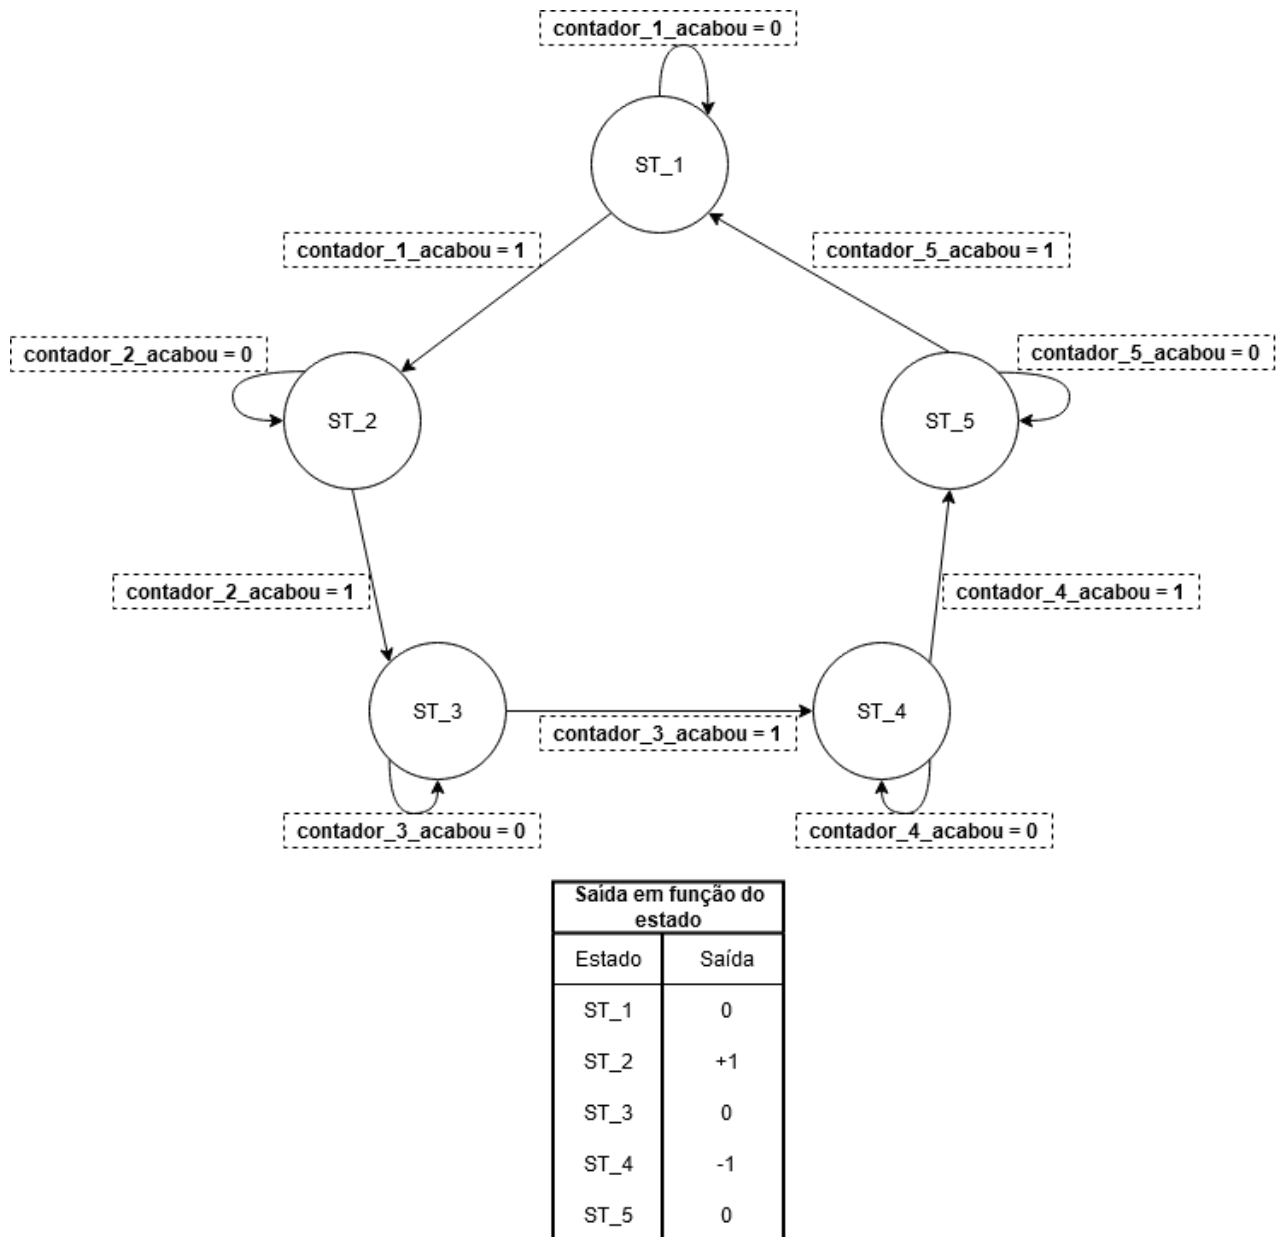 contador_1_acabou = 0
ST_1
contador_1_acabou = 1
contador_5_acabou = 1
contador_2_acabou = 0
contador_5_acabou = 0
ST_2
ST_5
contador_2_acabou = 1
contador_4_acabou = 1
ST_3
ST_4
contador_3_acabou = 1
contador_3_acabou = 0
contador_4_acabou = 0
Saída em função do
estado
Estado Saída
ST_1 0
ST_2 +1
ST_3 0
ST_4 -1
ST_5 0